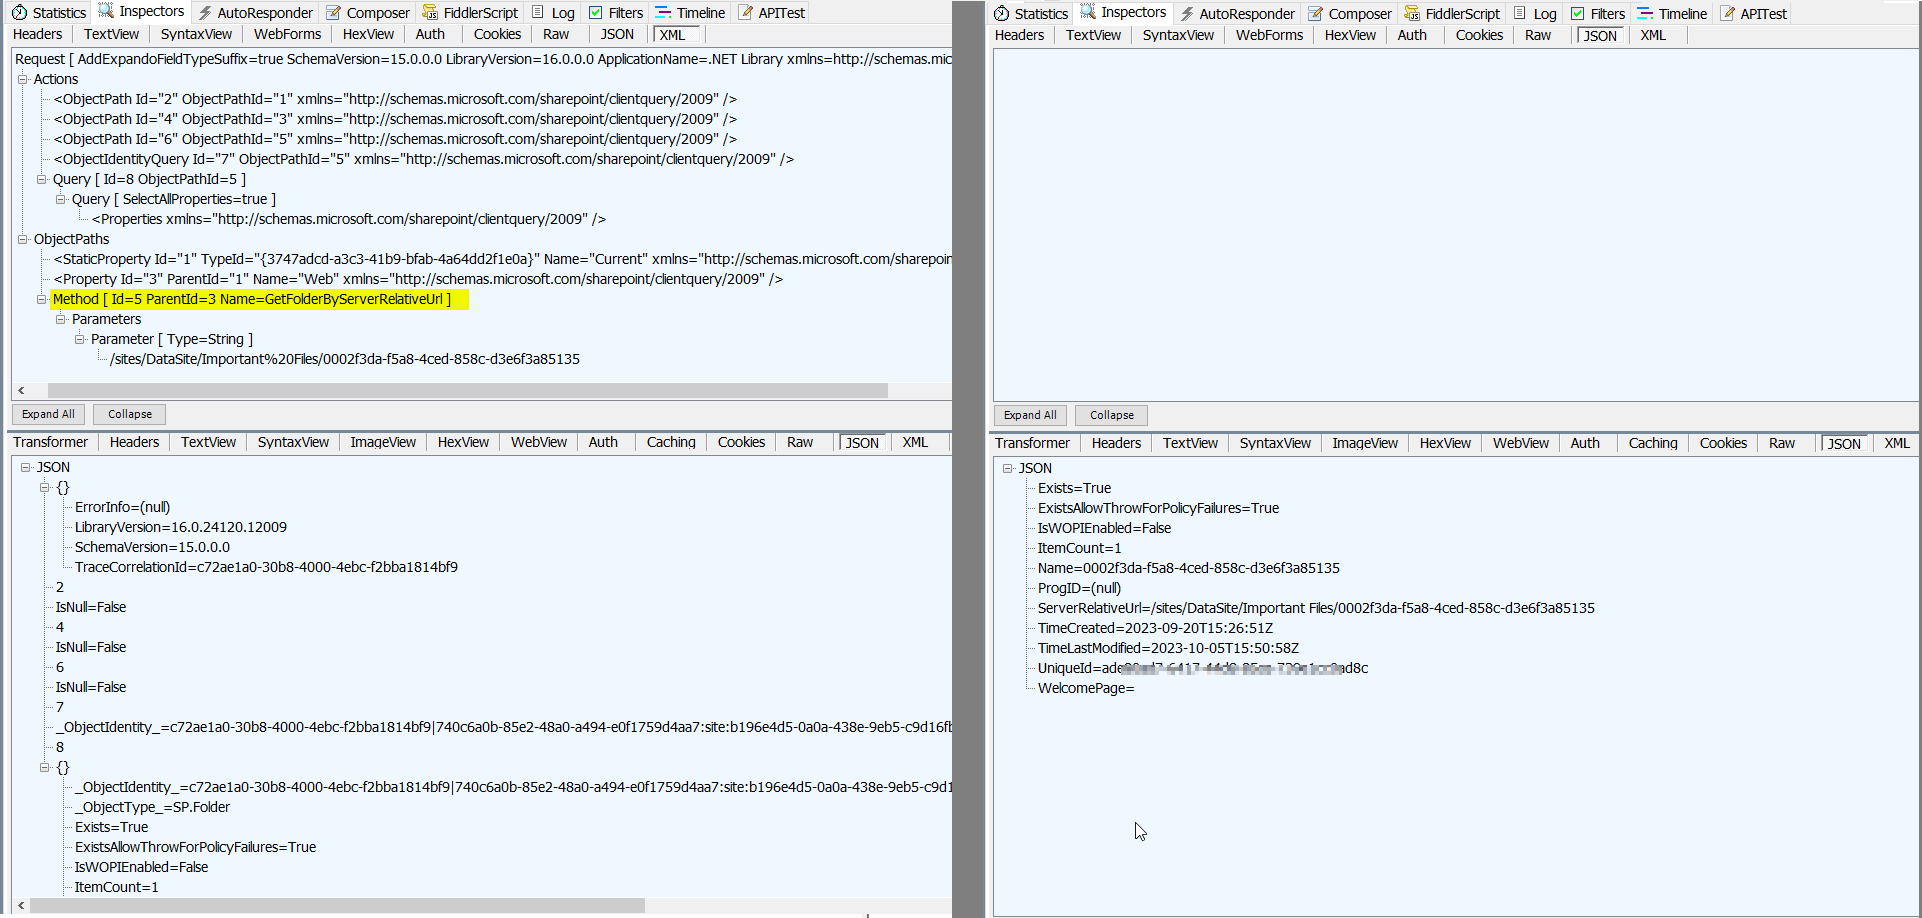 Statistics Inspectors AutoResponder Composer FiddlerScript Log Filters Timeline APITest
Headers TextView SyntaxView WebForms HexView Auth Cookies Raw JSON XML
Request [ AddExpandoFieldTypeSuffix=true SchemaVersion=15.0.0.0 LibraryVersion=16.0.0.0 ApplicationName=.NET Library xmlns=http://schemas.mic
Actions
<ObjectPath Id="2" ObjectPathId="1" xmlns="http://schemas.microsoft.com/sharepoint/clientquery/2009" />
<ObjectPath Id="4" ObjectPathId="3" xmlns="http://schemas.microsoft.com/sharepoint/clientquery/2009" />
<ObjectPath Id="6" ObjectPathId="5" xmlns="http://schemas.microsoft.com/sharepoint/clientquery/2009" />
<ObjectIdentityQuery Id="7" ObjectPathId="5" xmlns="http://schemas.microsoft.com/sharepoint/clientquery/2009" />
Query [ Id=8 ObjectPathId=5 ]
Query [ SelectAllProperties=true ]
<Properties xmlns="http://schemas.microsoft.com/sharepoint/clientquery/2009" />
ObjectPaths
<StaticProperty Id="1" TypeId="{3747adcd-a3c3-41b9-bfab-4a64dd2f1e0a}" Name="Current" xmlns="http://schemas.microsoft.com/sharepoin
<Property Id="3" ParentId="1" Name="Web" xmlns="http://schemas.microsoft.com/sharepoint/clientquery/2009" />
Method [ Id=5 ParentId=3 Name=GetFolderByServerRelativeUrl ]
Parameters
Parameter [ Type=String ]
/sites/DataSite/Important%20Files/0002f3da-f5a8-4ced-858c-d3e6f3a85135
Expand All Collapse
Transformer Headers TextView SyntaxView ImageView HexView WebView Auth Caching Cookies Raw JSON XML
JSON
{}
ErrorInfo=(null)
LibraryVersion=16.0.24120.12009
SchemaVersion=15.0.0.0
TraceCorrelationId=c72ae1a0-30b8-4000-4ebc-f2bba1814bf9
2
IsNull=False
4
IsNull=False
6
IsNull=False
7
_ObjectIdentity_=c72ae1a0-30b8-4000-4ebc-f2bba1814bf9|740c6a0b-85e2-48a0-a494-e0f1759d4aa7:site:b196e4d5-0a0a-438e-9eb5-c9d16fb
8
{}
_ObjectIdentity_=c72ae1a0-30b8-4000-4ebc-f2bba1814bf9|740c6a0b-85e2-48a0-a494-e0f1759d4aa7:site:b196e4d5-0a0a-438e-9eb5-c9d1
_ObjectType_=SP.Folder
Exists=True
ExistsAllowThrowForPolicyFailures=True
IsWOPIEnabled=False
ItemCount=1
Statistics Inspectors AutoResponder Composer FiddlerScript Log Filters Timeline APITest
Headers TextView SyntaxView WebForms HexView Auth Cookies Raw JSON XML
Expand All Collapse
Transformer Headers TextView SyntaxView ImageView HexView WebView Auth Caching Cookies Raw JSON XML
JSON
Exists=True
ExistsAllowThrowForPolicyFailures=True
IsWOPIEnabled=False
ItemCount=1
Name=0002f3da-f5a8-4ced-858c-d3e6f3a85135
ProgID=(null)
ServerRelativeUrl=/sites/DataSite/Important Files/0002f3da-f5a8-4ced-858c-d3e6f3a85135
TimeCreated=2023-09-20T15:26:51Z
TimeLastModified=2023-10-05T15:50:58Z
WelcomePage=